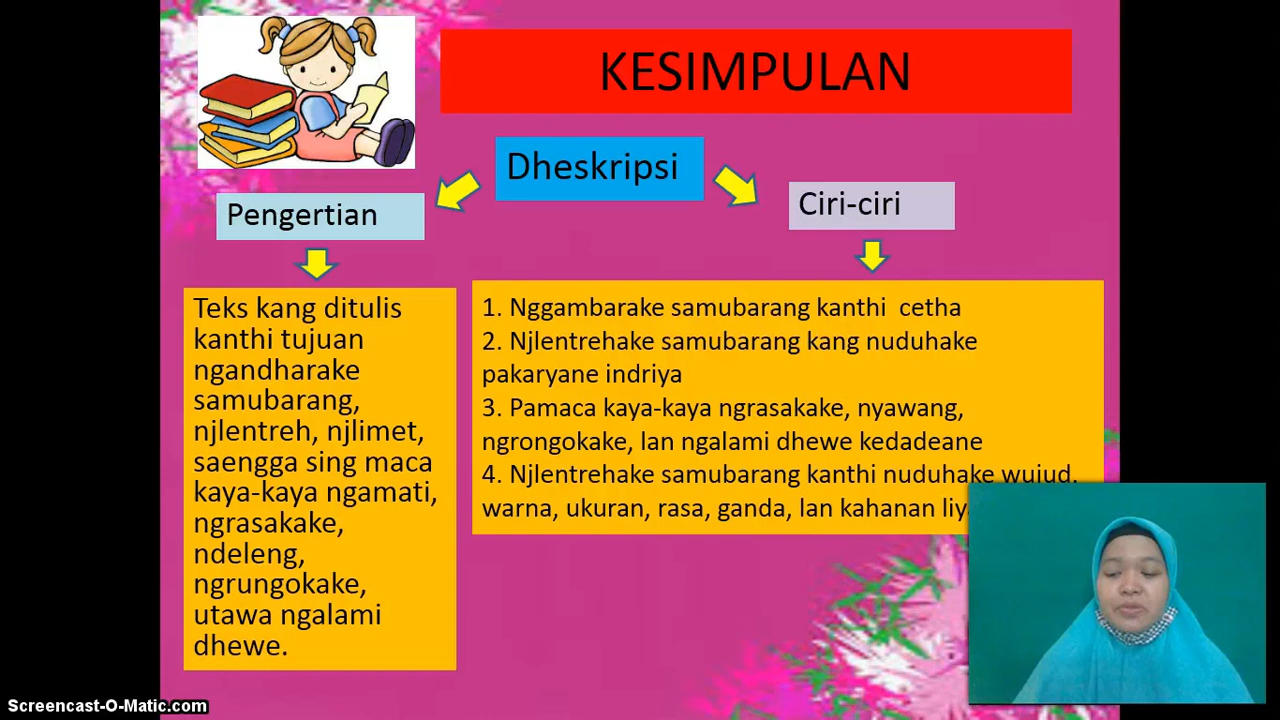 KESIMPULAN
Dheskripsi
Pengertian
Ciri-ciri
Teks kang ditulis
kanthi tujuan
ngandharake
samubarang,
njlentreh, njlimet,
saengga sing maca
kaya-kaya ngamati,
ngrasakake,
ndeleng,
ngrungokake,
utawa ngalami
dhewe.
1. Nggambarake samubarang kanthi cetha
2. Njlentrehake samubarang kang nuduhake
pakaryane indriya
3. Pamaca kaya-kaya ngrasakake, nyawang,
ngrongokake, lan ngalami dhewe kedadeane
4. Njlentrehake samubarang kanthi nuduhake wujud,
warna, ukuran, rasa, ganda, lan kahanan
Screencast-O-Matic.com